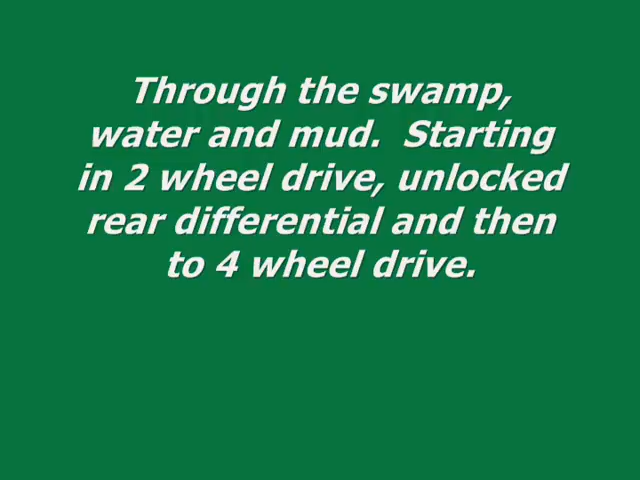 Through the swamp,
water and mud.  Starting
in 2 wheel drive, unlocked
rear differential and then
to 4 wheel drive.